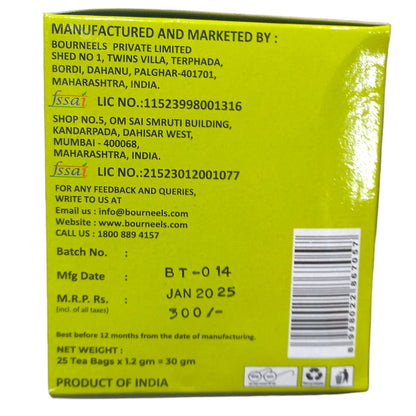 MANUFACTURED AND MARKETED BY :
BOURNEELS PRIVATE LIMITED
SHED NO 1, TWINS VILLA, TERPHADA,
BORDI, DAHANU, PALGHAR-401701,
MAHARASHTRA, INDIA.
fssai LIC NO.:11523998001316
SHOP NO.5, OM SAI SMRUTI BUILDING,
KANDARPADA, DAHISAR WEST,
MUMBAI - 400068,
MAHARASHTRA, INDIA.
fssai LIC NO.:21523012001077
FOR ANY FEEDBACK AND QUERIES,
WRITE TO US AT
Email us : info@bourneels.com
Website : www.bourneels.com
CALL US : 1800 889 4157
Batch No. : BT-014
Mfg Date : JAN 2025
M.R.P. Rs. : 300/-
(incl. of all taxes)
Best before 12 months from the date of manufacturing.
NET WEIGHT :
25 Tea Bags x 1.2 gm = 30 gm
PRODUCT OF INDIA
8908022867057